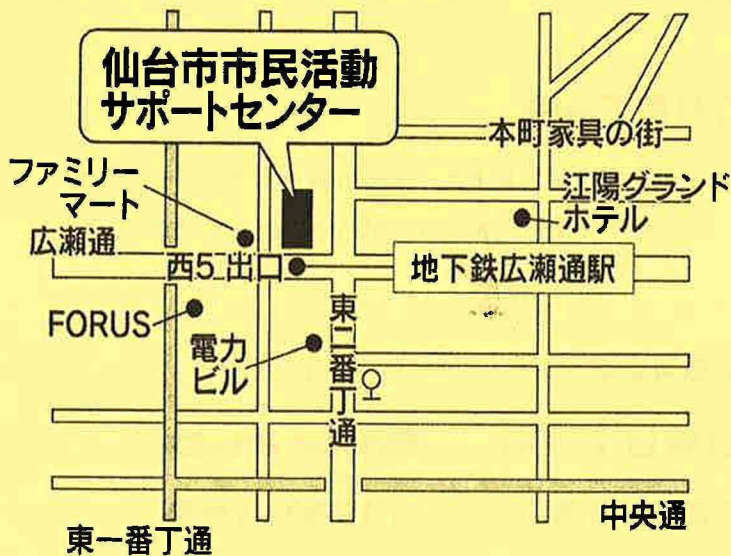 仙台市市民活動
サポートセンター
本町家具の街
ファミリー
マート
江陽グランド
ホテル
広瀬通
西5出口
地下鉄広瀬通駅
FORUS
電力
ビル
東二番丁通
中央通
東一番丁通